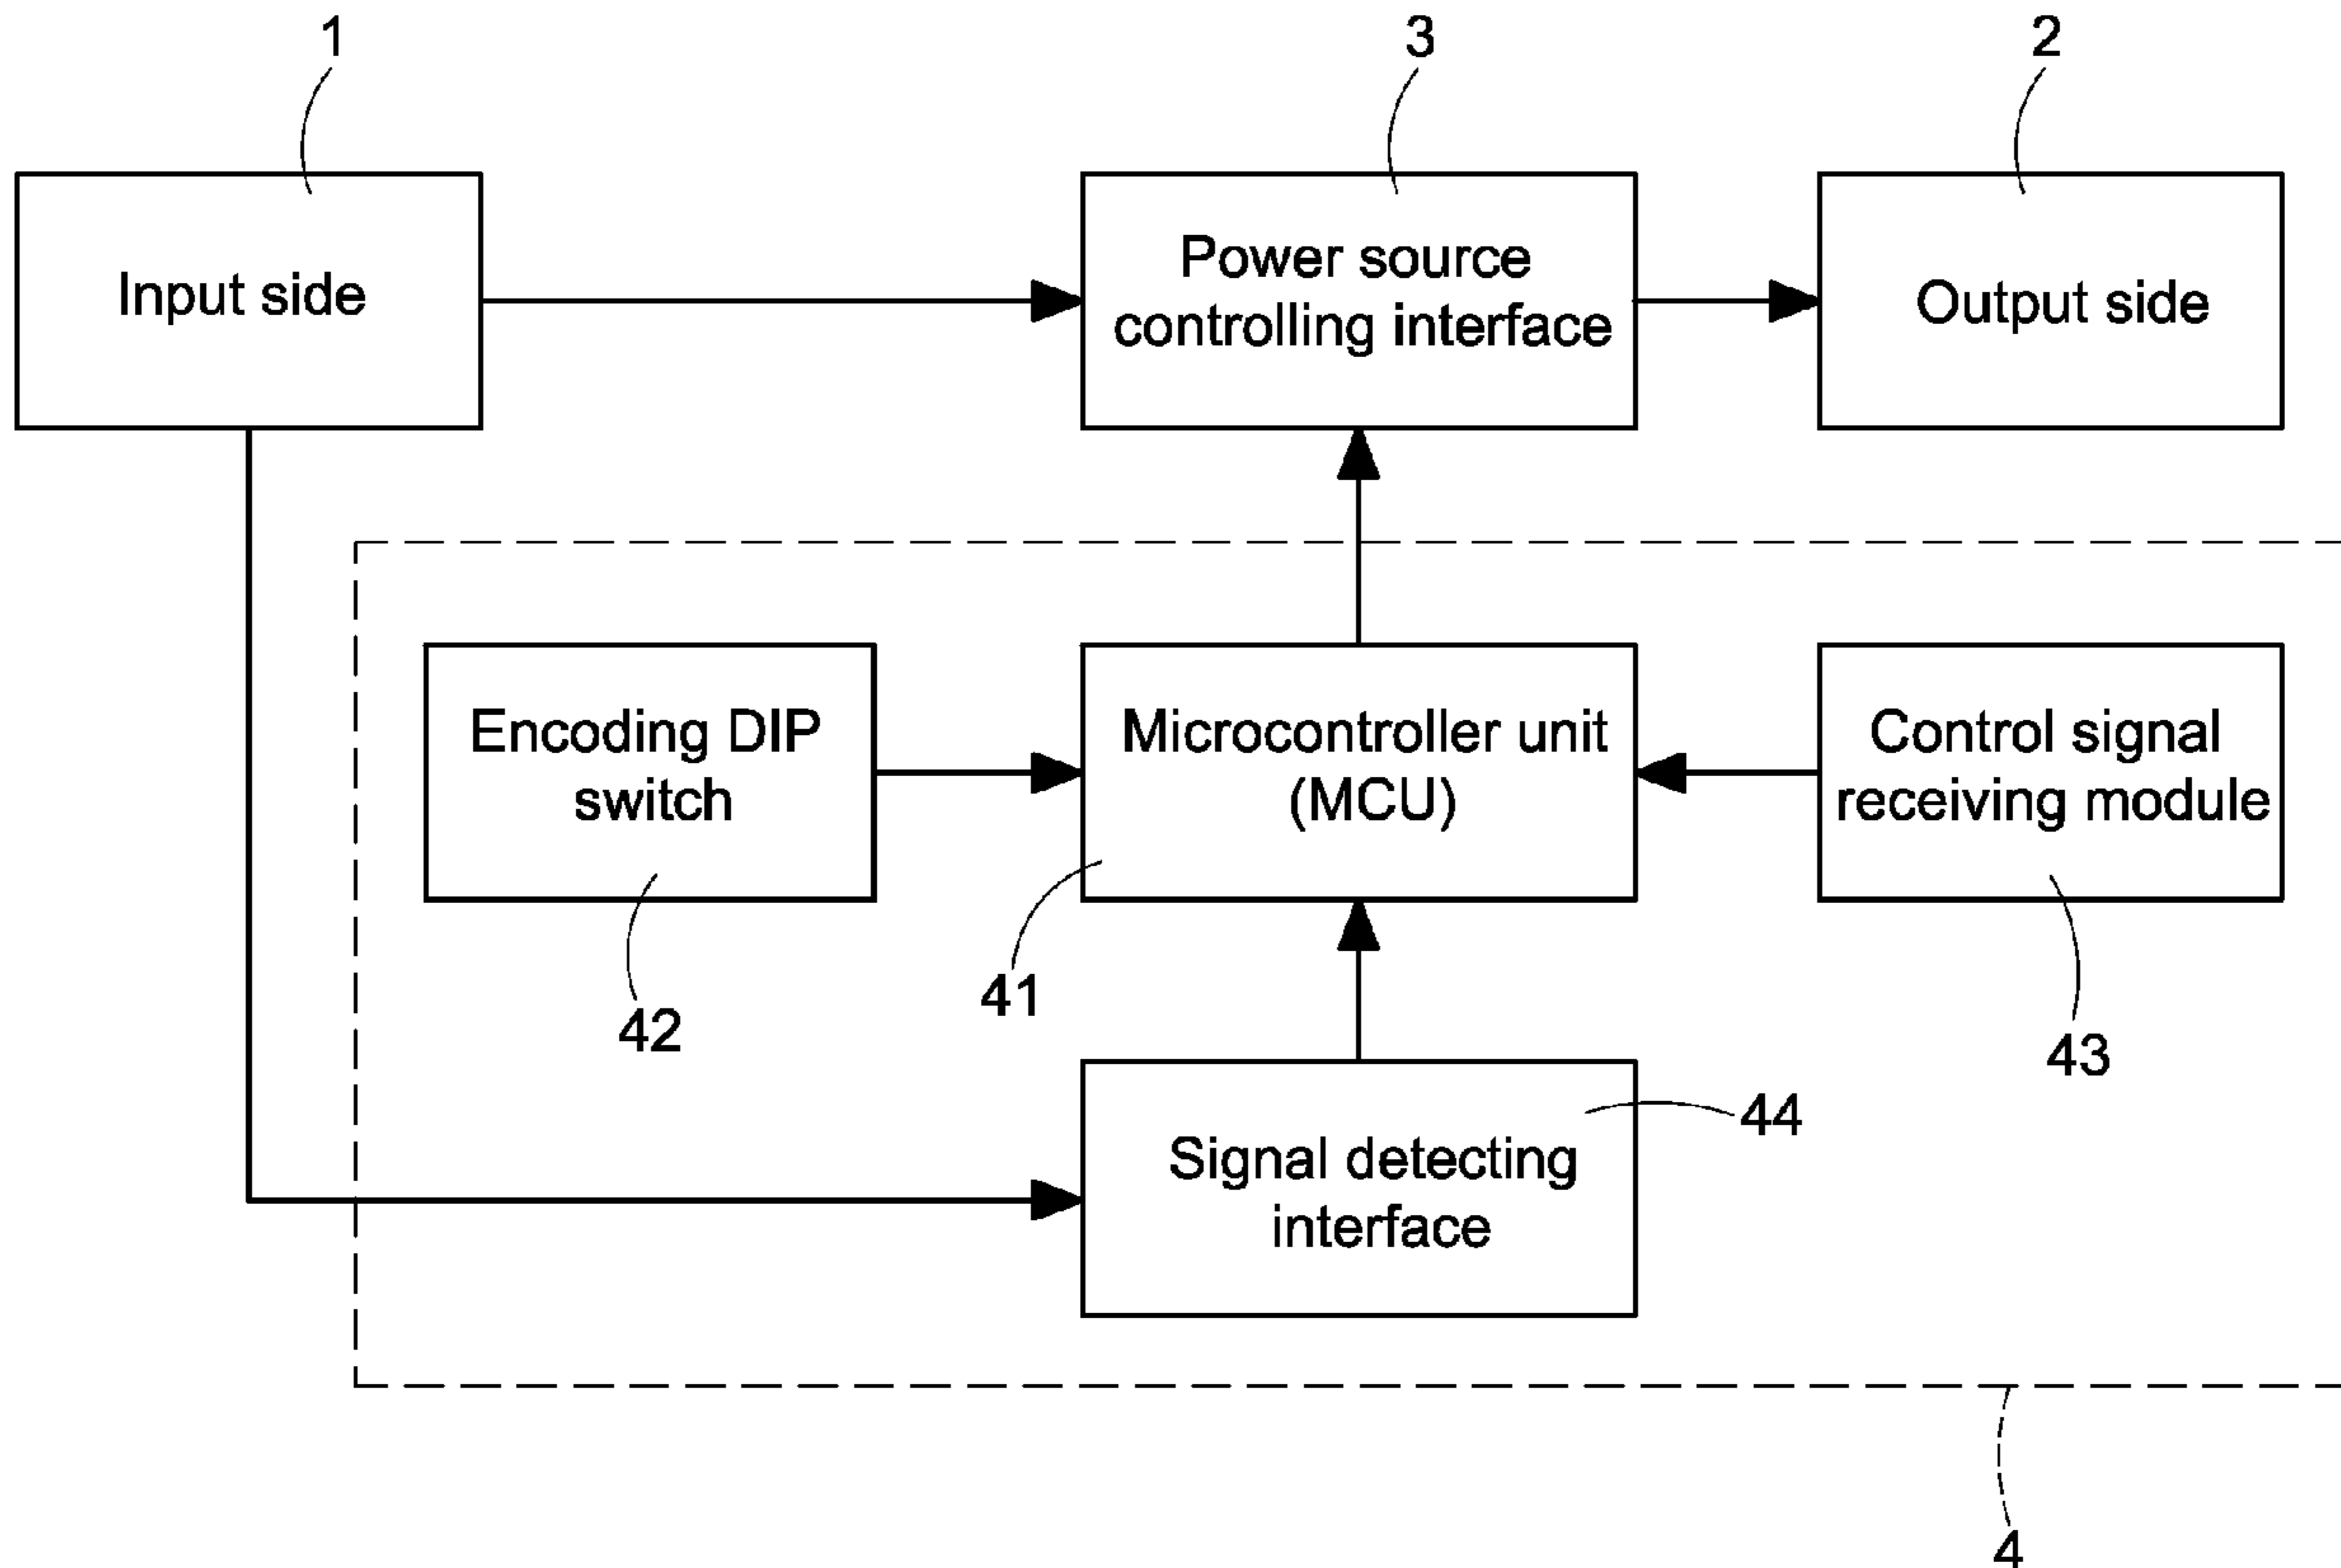 1
3
2
Input side
Power source
controlling interface
Output side
Encoding DIP
switch
Microcontroller unit
(MCU)
Control signal
receiving module
42
41
43
44
Signal detecting
interface
4